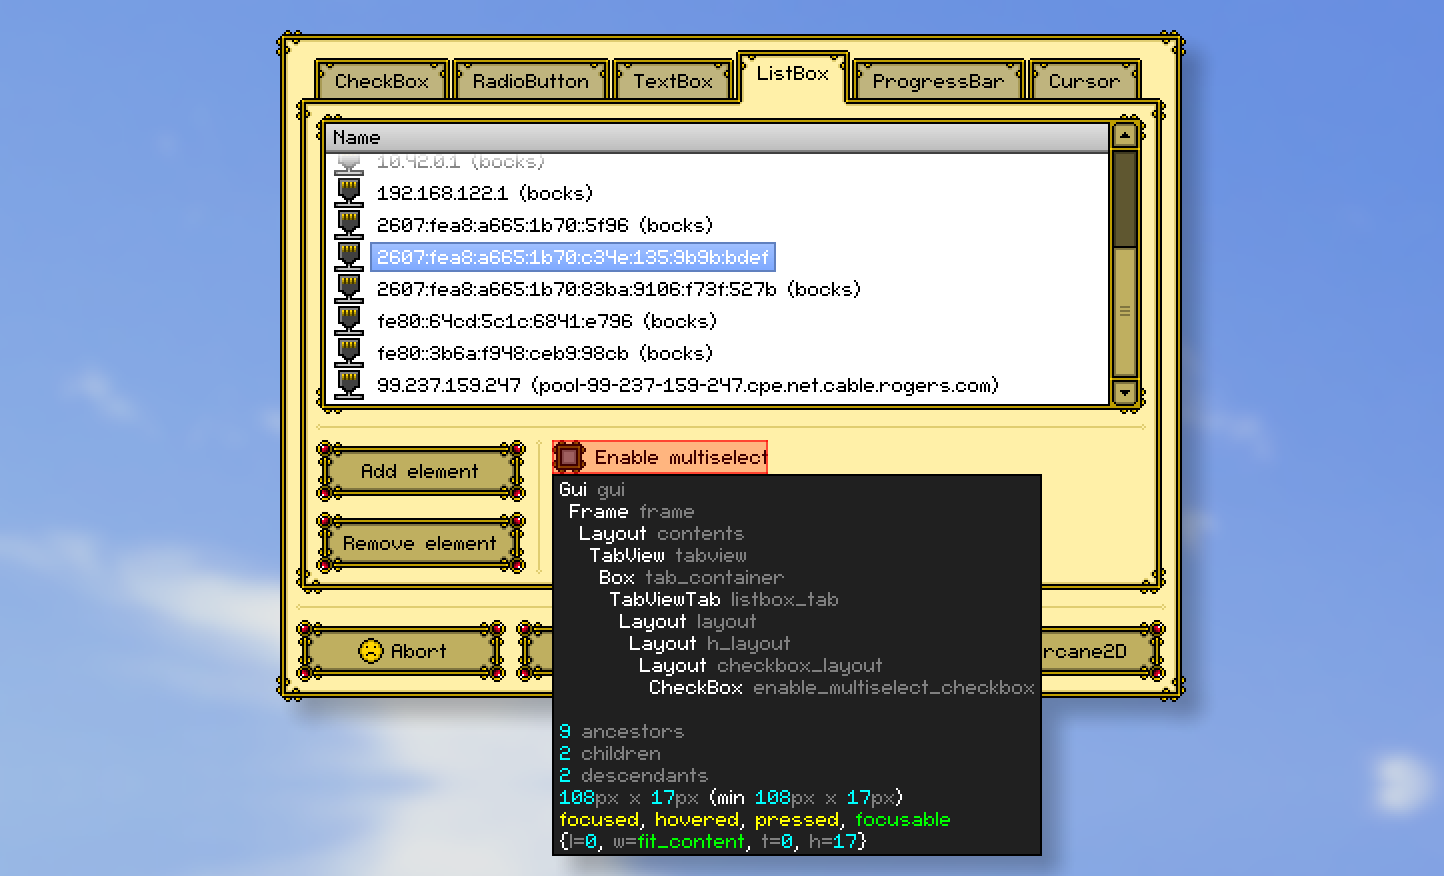 CheckBox RadioButton TextBox ListBox ProgressBar Cursor
Name
10.42.0.1 (bocks)
192.168.122.1 (bocks)
2607:fea8:a665:1b70::5f96 (bocks)
2607:fea8:a665:1b70:c34e:135:9b9b:bdef
2607:fea8:a665:1b70:83ba:9106:f73f:527b (bocks)
fe80::64cd:5c1c:6841:e796 (bocks)
fe80::3b6a:f948:ceb9:98cb (bocks)
99.237.159.247 (pool-99-237-159-247.cpe.net.cable.rogers.com)
Add element
Remove element
Enable multiselect
Gui gui
Frame frame
Layout contents
TabView tabview
Box tab_container
TabViewTab listbox_tab
Layout layout
Layout h_layout
Layout checkbox_layout
CheckBox enable_multiselect_checkbox
9 ancestors
2 children
2 descendants
108px x 17px (min 108px x 17px)
focused, hovered, pressed, focusable
{l=0, w=fit_content, t=0, h=17}
Abort
rcane2D